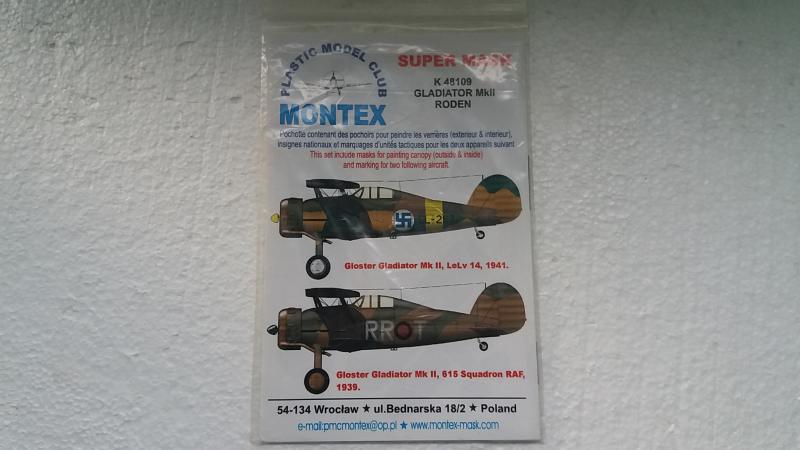 PLASTIC MODEL CLUB
MONTEX
SUPER MASK
K 48109
GLADIATOR MkII
RODEN
Pochotte contenant des pochoirs pour peindre les verrières (exterieur & interieur),
insignes nationaux et marquages d'unités tactiques pour les deux appareils suivant
This set include masks for painting canopy (outside & inside)
and marking for two following aircraft.
Gloster Gladiator Mk II, LeLv 14, 1941.
RR T
Gloster Gladiator Mk II, 615 Squadron RAF,
1939.
54-134 Wrocław ★ ul.Bednarska 18/2 ★ Poland
e-mail:pmcmontex@op.pl ★ www.montex-mask.com